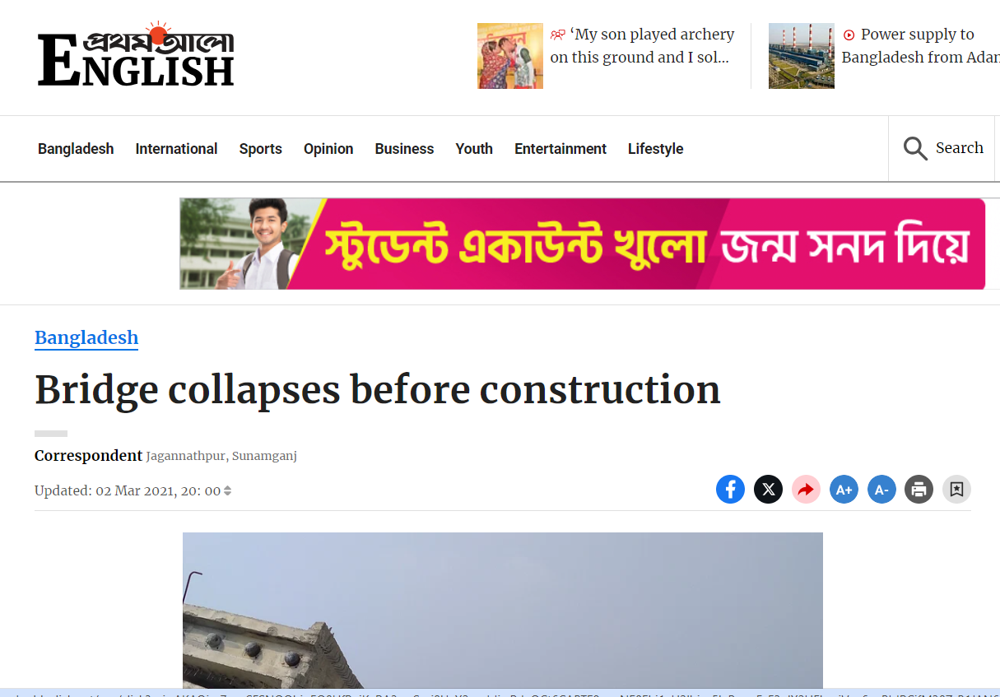 প্রথম আলো
ENGLISH
‘My son played archery
on this ground and I sol...
Power supply to
Bangladesh from Adan
Bangladesh International Sports Opinion Business Youth Entertainment Lifestyle
Search
স্টুডেন্ট একাউন্ট খুলো জন্ম সনদ দিয়ে
Bangladesh
Bridge collapses before construction
Correspondent Jagannathpur, Sunamganj
Updated: 02 Mar 2021, 20: 00
A+ A-